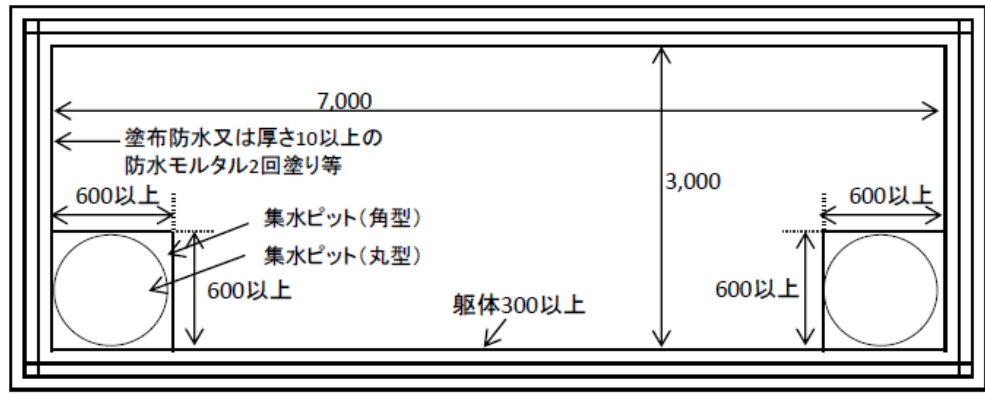 7,000
塗布防水又は厚さ10以上の
防水モルタル2回塗り等
3,000
600以上
600以上
集水ピット（角型）
集水ピット（丸型）
600以上
600以上
躯体300以上